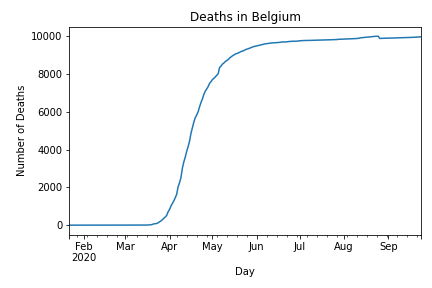 Deaths in Belgium
10000
8000
6000
4000
2000
0
Number of Deaths
Feb Mar Apr May Jun Jul Aug Sep
2020
Day